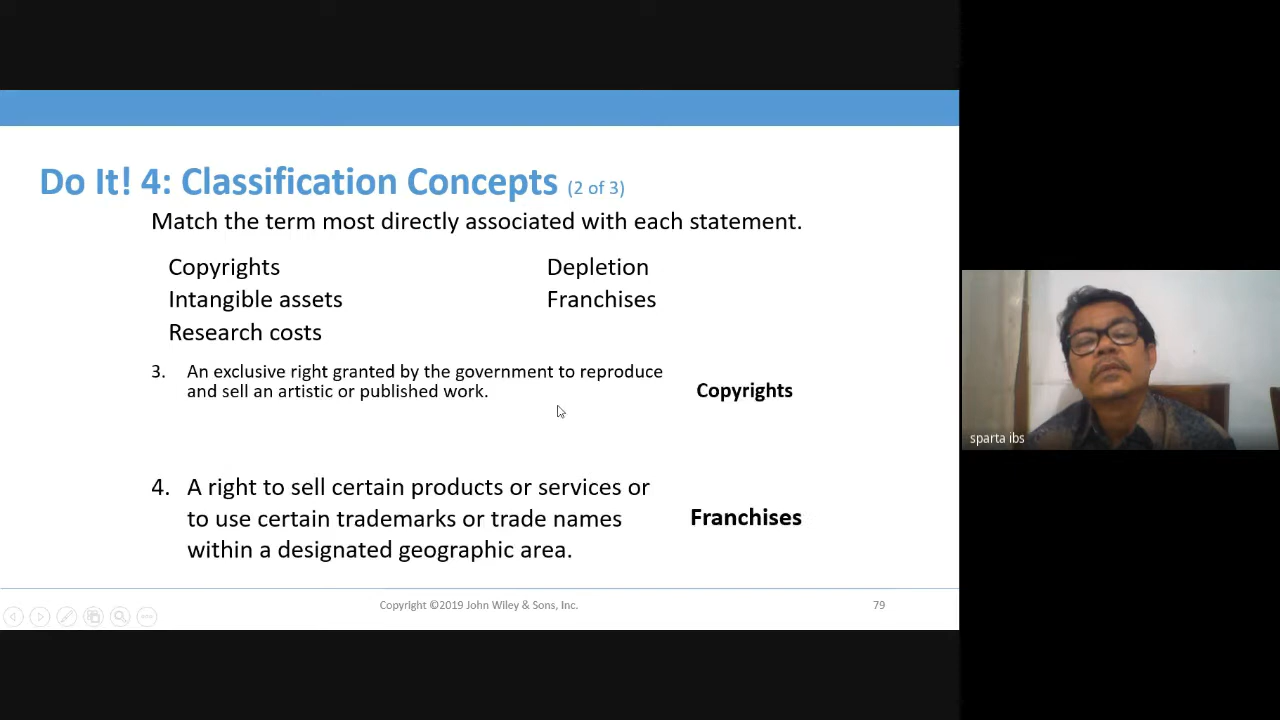 Do It! 4: Classification Concepts (2 of 3)
Match the term most directly associated with each statement.
Copyrights
Depletion
Intangible assets
Franchises
Research costs
3. An exclusive right granted by the government to reproduce
and sell an artistic or published work.
Copyrights
4. A right to sell certain products or services or
to use certain trademarks or trade names
within a designated geographic area.
Franchises
Copyright ©2019 John Wiley & Sons, Inc.
79
sparta ibs